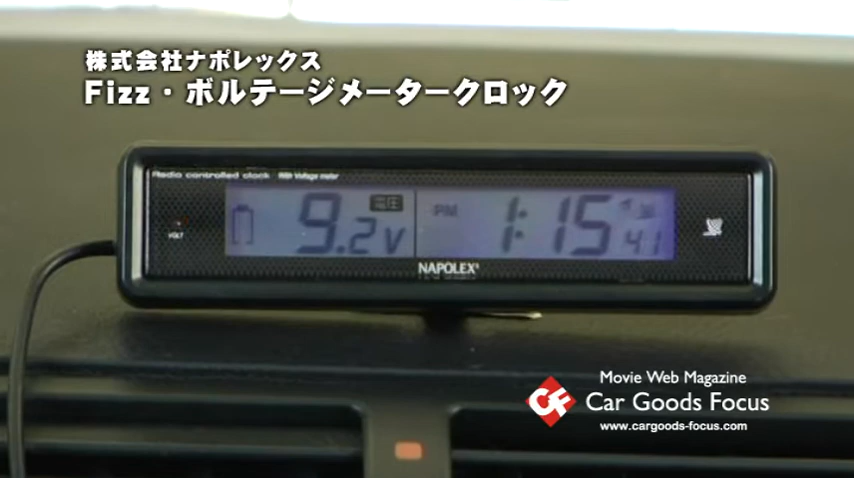 株式会社ナポレックス
Fizz・ボルテージメータークロック
Radio controlled clock With Voltage meter
VOLT
9.2V
電圧
PM
1:15
41
NAPOLEX
Movie Web Magazine
CF
Car Goods Focus
www.cargoods-focus.com